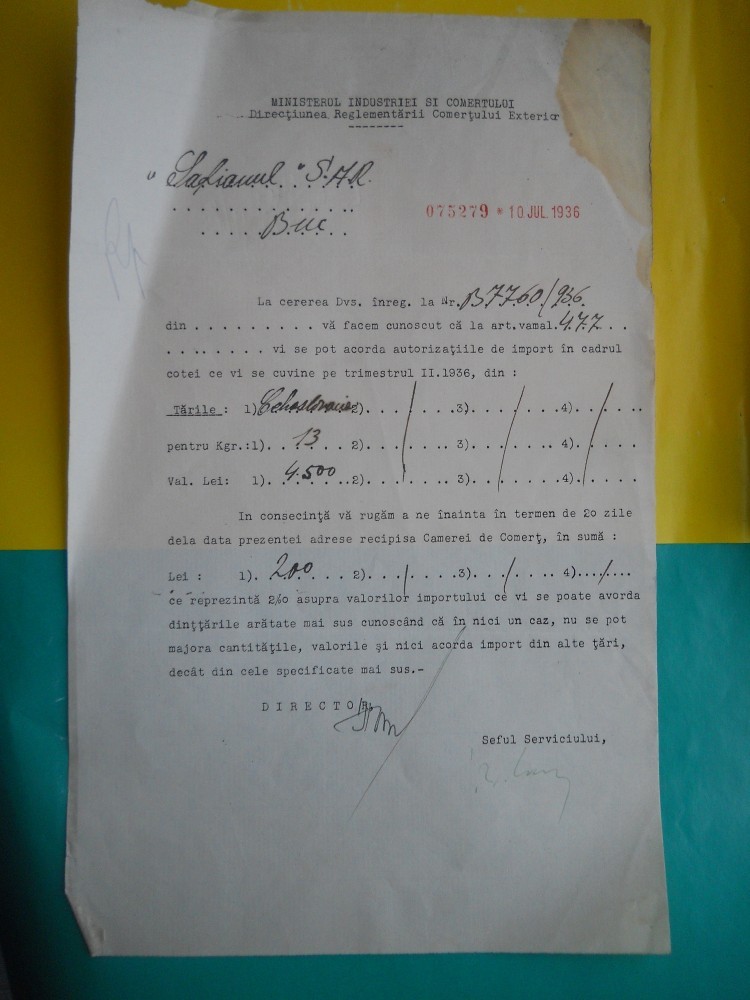 MINISTERUL INDUSTRIEI SI COMERTULUI
Direcţiunea Reglementării Comerţului Exterior
--------
" Saftianul " S.A.R.
. . . . . . . . . . . . . . . .
. . . . . Buc . .
075279 * 10 JUL. 1936
La cererea Dvs. înreg. la Nr. B7760/936
din . . . . . . . . . vă facem cunoscut că la art.vamal. 477 . .
. . . . . . . . vi se pot acorda autorizaţiile de import în cadrul
cotei ce vi se cuvine pe trimestrul II.1936, din :
Tările : 1) Cehoslovacia 2). . . / . . . .3). . . / . . . 4). . / . . .
pentru Kgr.:1). . 13 . . . 2). . . / . . . . 3). . / . . . . 4). . / . . .
Val. Lei: 1). . 4.500 . . 2). . . / . . . . 3). . / . . . . 4). / . . . .
In consecinţă vă rugăm a ne înainta în termen de 2o zile
dela data prezentei adrese recipisa Camerei de Comerţ, în sumă :
Lei : 1). 200 . . . 2). . . / . . . .3). . . / . . . . 4). . . / . . .
ce reprezintă 2%o asupra valorilor importului ce vi se poate avorda
dinţtările arătate mai sus cunoscând că în nici un caz, nu se pot
majora cantităţile, valorile şi nici acorda import din alte ţări,
decât din cele specificate mai sus.-
D I R E C T O R,
Seful Serviciului,